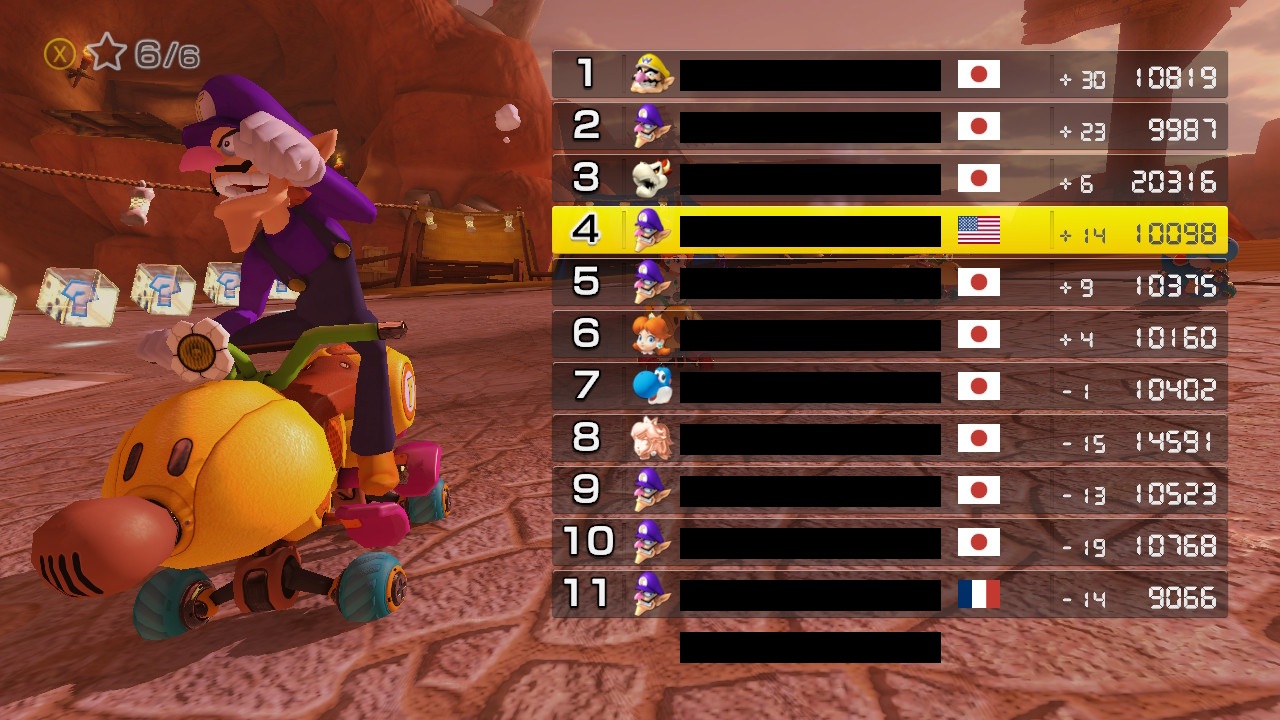 X 6/6
1 + 30 10819
2 + 23 9987
3 + 6 20316
4 + 14 10098
5 + 9 10375
6 + 4 10160
7 - 1 10402
8 - 15 14591
9 - 13 10523
10 - 19 10768
11 - 14 9066
? ? ?